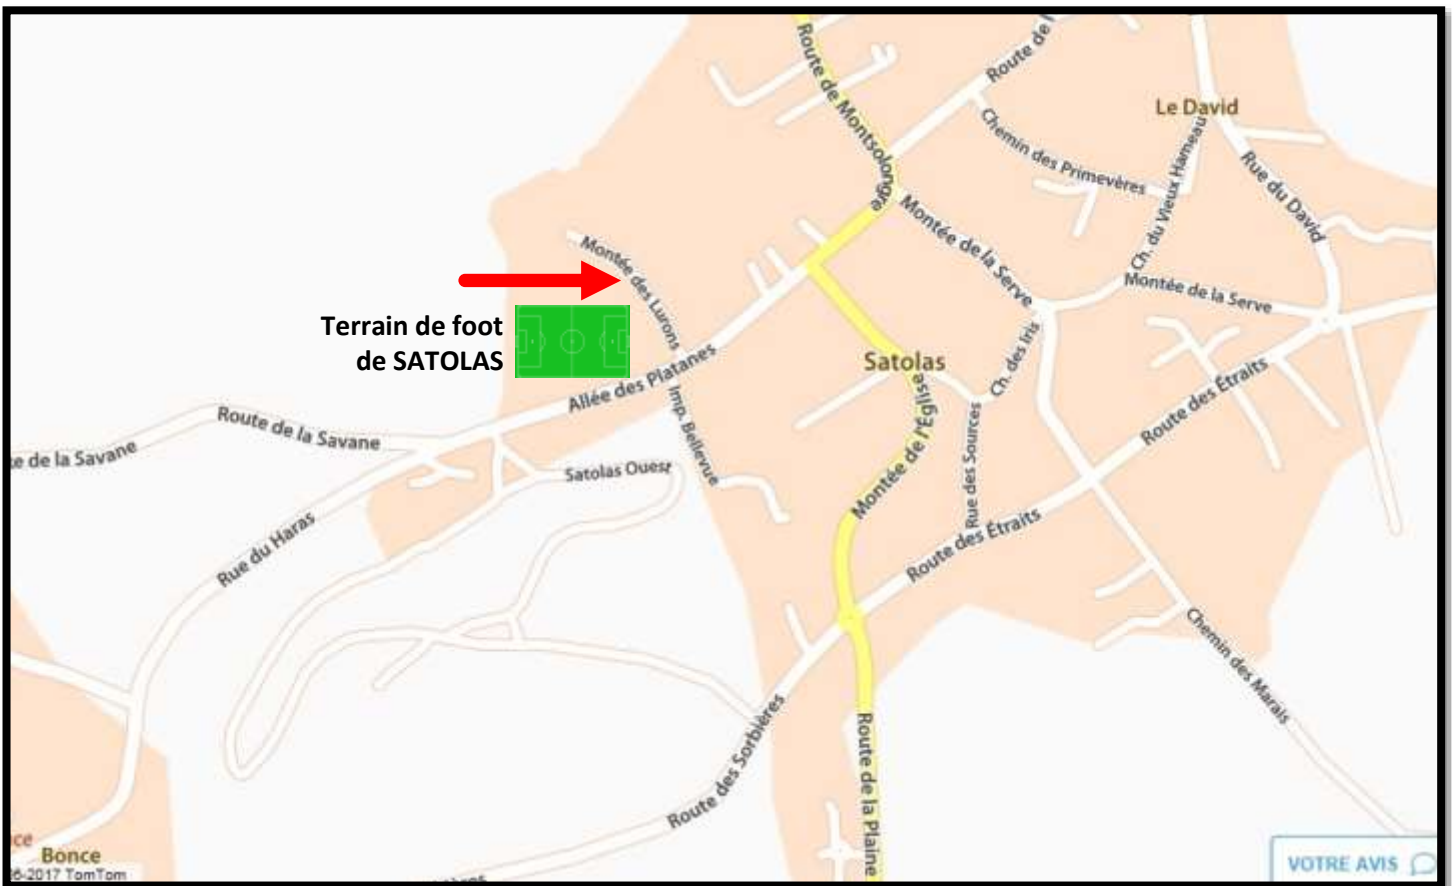 Route de Montsolongre
Route de
Le David
Chemin des Primevères
Ch. du Vieux Hameau
Rue du David
Montée de la Serve
Montée des Lurons
Montée de la Serve
Terrain de foot
de SATOLAS
Satolas
Ch. des Iris
Allée des Platanes
Imp. Bellevue
Montée de l'Église
Rue des Sources
Route des Étraits
Route de la Savane
e de la Savane
Satolas Ouest
Rue du Haras
Route des Étraits
Chemin des Marais
Route des Sorbières
Route de la Plaine
Bonce
6-2017 TomTom
VOTRE AVIS